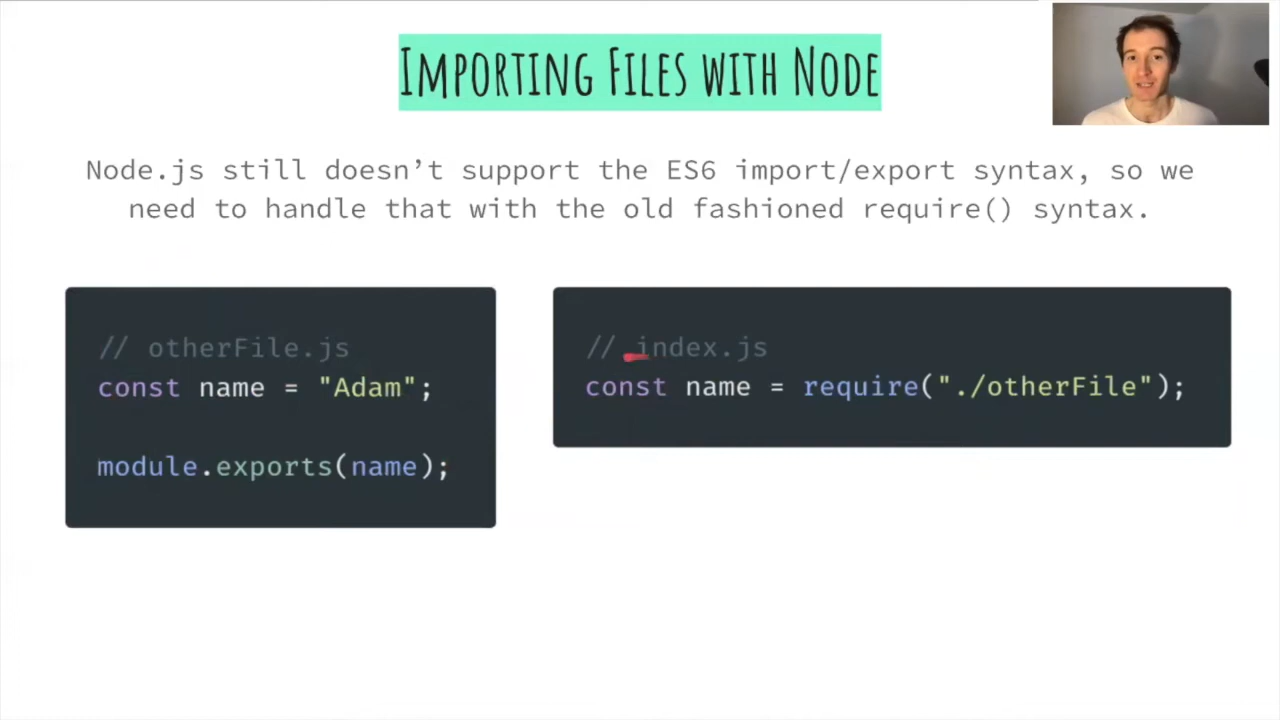 Importing Files with Node
Node.js still doesn’t support the ES6 import/export syntax, so we
need to handle that with the old fashioned require() syntax.
// otherFile.js
const name = "Adam";
module.exports(name);
// index.js
const name = require("./otherFile");